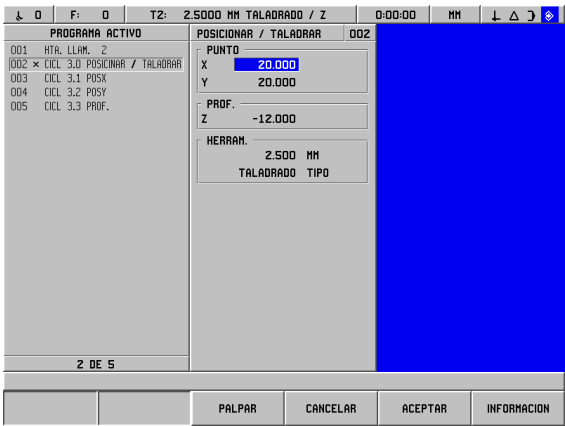 0 F: 0 T2: 2.5000 MM TALADRADO / Z 0:00:00 MM
PROGRAMA ACTIVO
001 HTA. LLAM. 2
002 × CICL 3.0 POSICINAR / TALADRAR
003 CICL 3.1 POSX
004 CICL 3.2 POSY
005 CICL 3.3 PROF.
2 DE 5
POSICIONAR / TALADRAR 002
PUNTO
X 20.000
Y 20.000
PROF.
Z -12.000
HERRAM.
2.500 MM
TALADRADO TIPO
PALPAR CANCELAR ACEPTAR INFORMACION